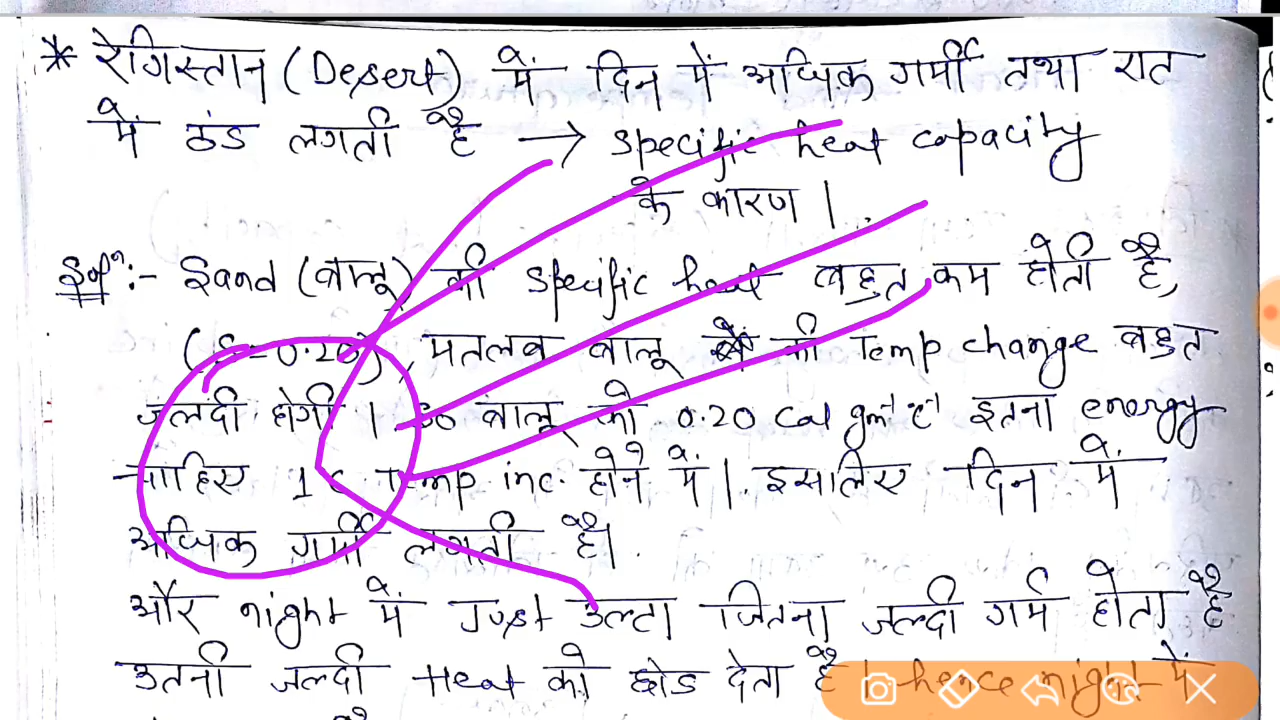 * रेगिस्तान (Desert) में दिन में अधिक गर्मी तथा रात
में ठंड लगती है → specific heat capacity
के कारण |
Solⁿ:- Sand (बालू) की specific heat बहुत कम होती है,
(S=0.20), मतलब बालू की Temp change बहुत
जल्दी होगी | So बालू को 0.20 Cal gm⁻¹ c⁻¹ इतना energy
चाहिए 1°c Temp inc. होने में |. इसलिए दिन में
अधिक गर्मी लगती है।
और night में Just उल्टा जितना जल्दी गर्म होता है
उतनी जल्दी Heat को छोड देता है | hence night में